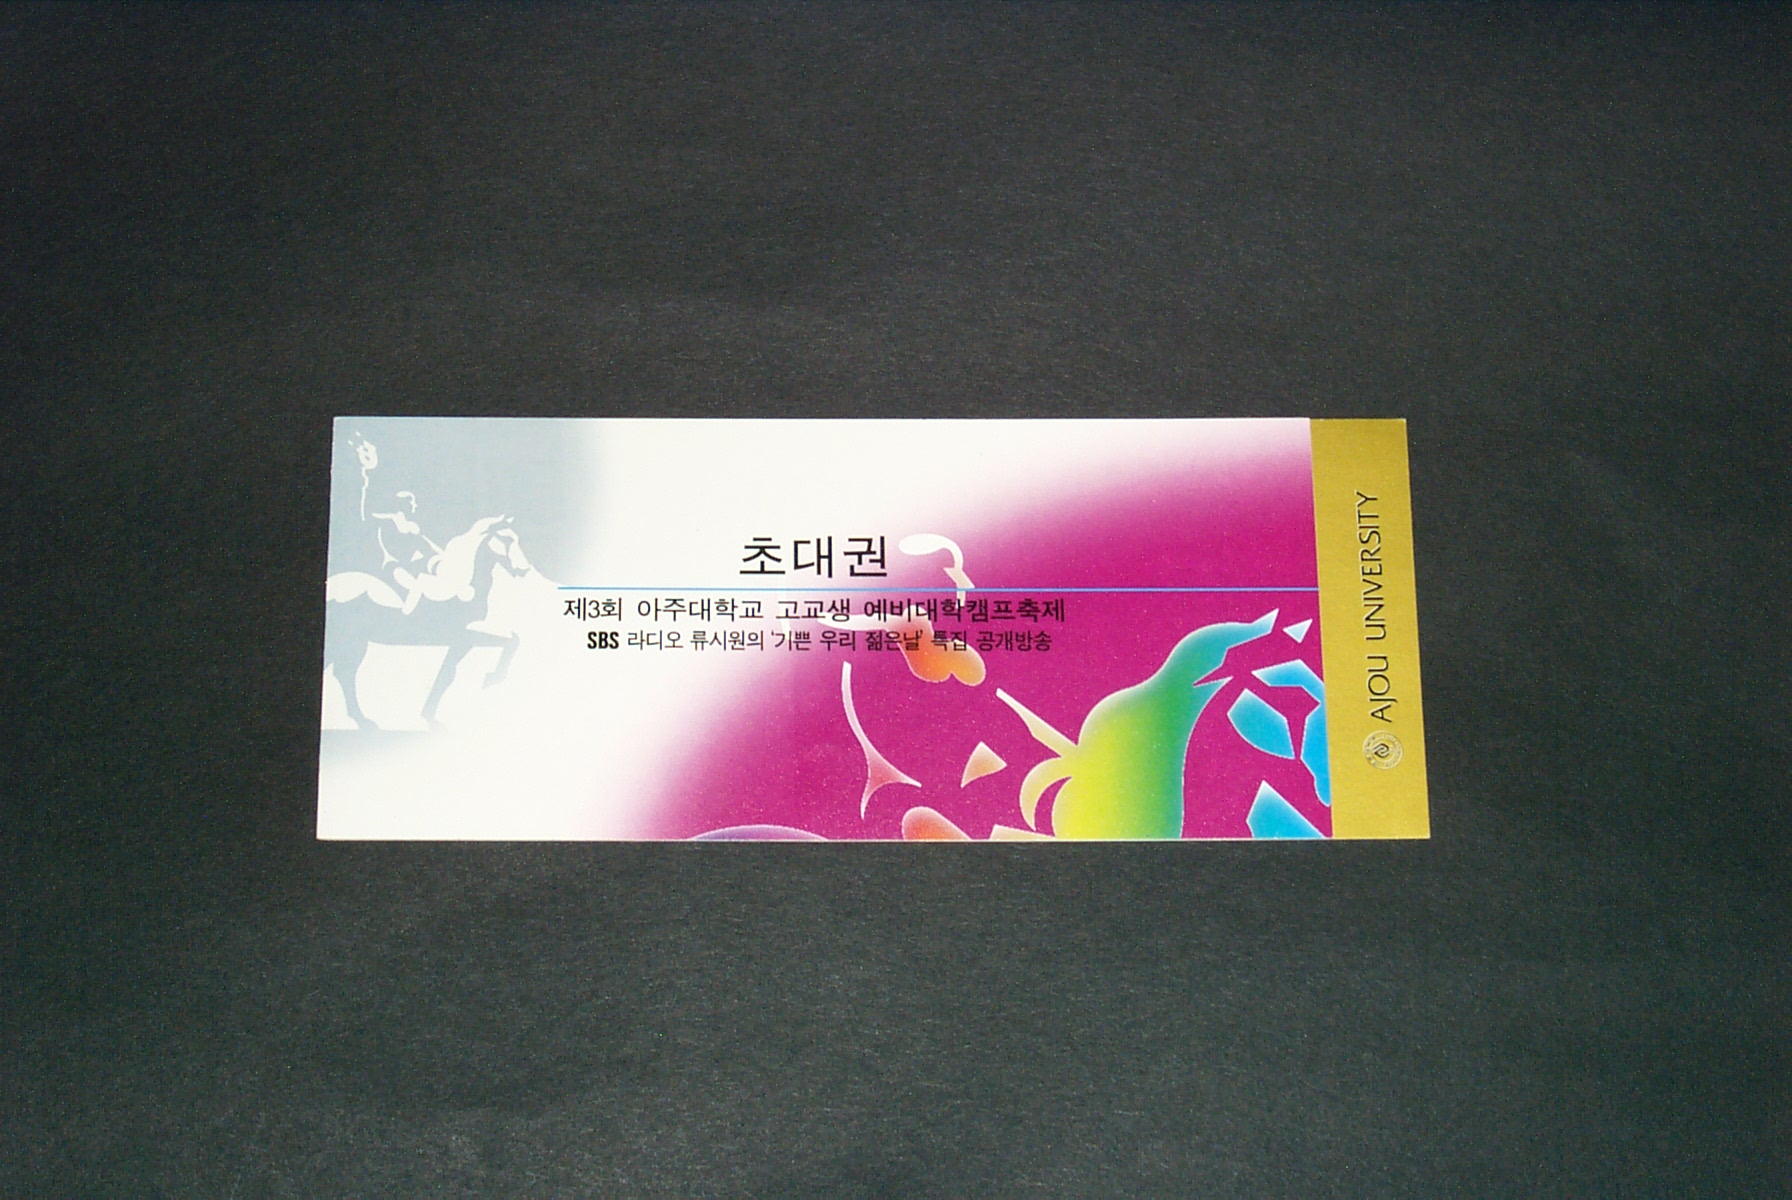 초대권
제3회 아주대학교 고교생 예비대학캠프축제
SBS 라디오 류시원의 '기쁜 우리 젊은날' 특집 공개방송
AJOU UNIVERSITY